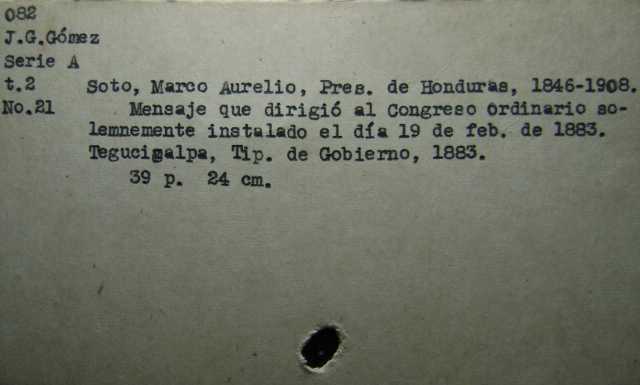 082
J.G.Gómez
Serie A
t.2 Soto, Marco Aurelio, Pres. de Honduras, 1846-1908.
No.21 Mensaje que dirigió al Congreso Ordinario so-
lemnemente instalado el día 19 de feb. de 1883.
Tegucigalpa, Tip. de Gobierno, 1883.
39 p. 24 cm.